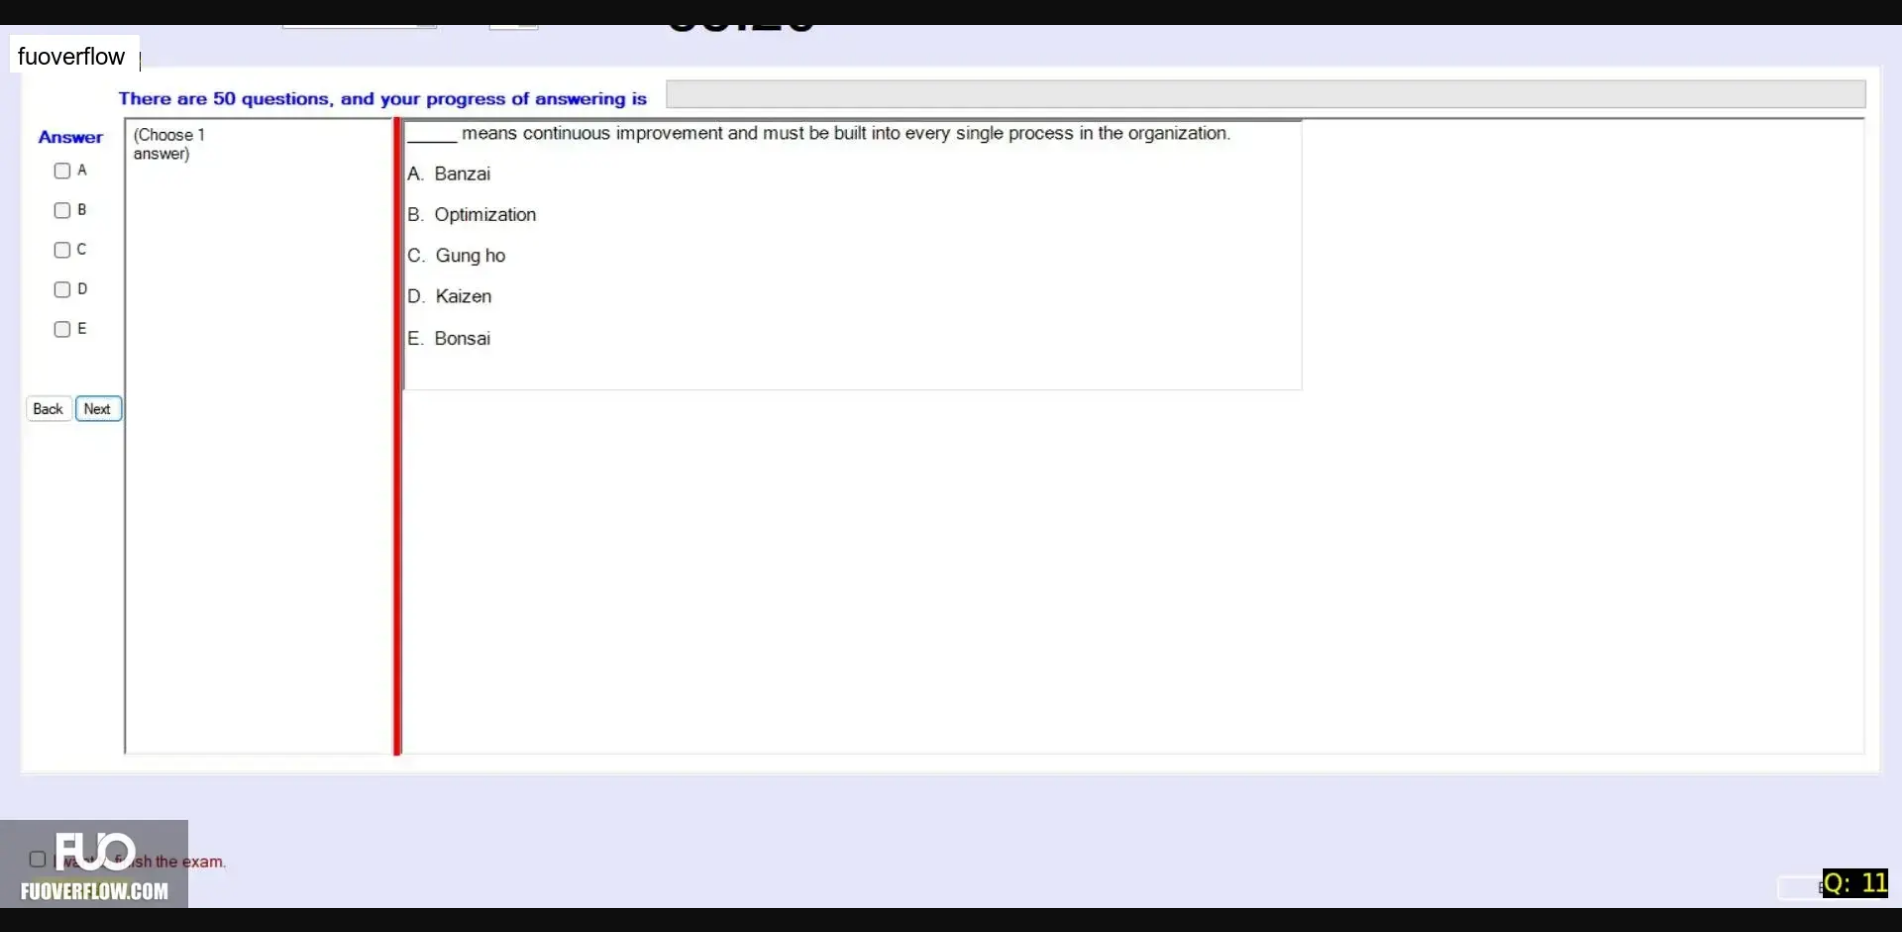 fuoverflow
There are 50 questions, and your progress of answering is
Answer
(Choose 1
answer)
A
B
C
D
E
Back Next
_____ means continuous improvement and must be built into every single process in the organization.
A. Banzai
B. Optimization
C. Gung ho
D. Kaizen
E. Bonsai
FUO
the exam.
FUOVERFLOW.COM
Q: 11